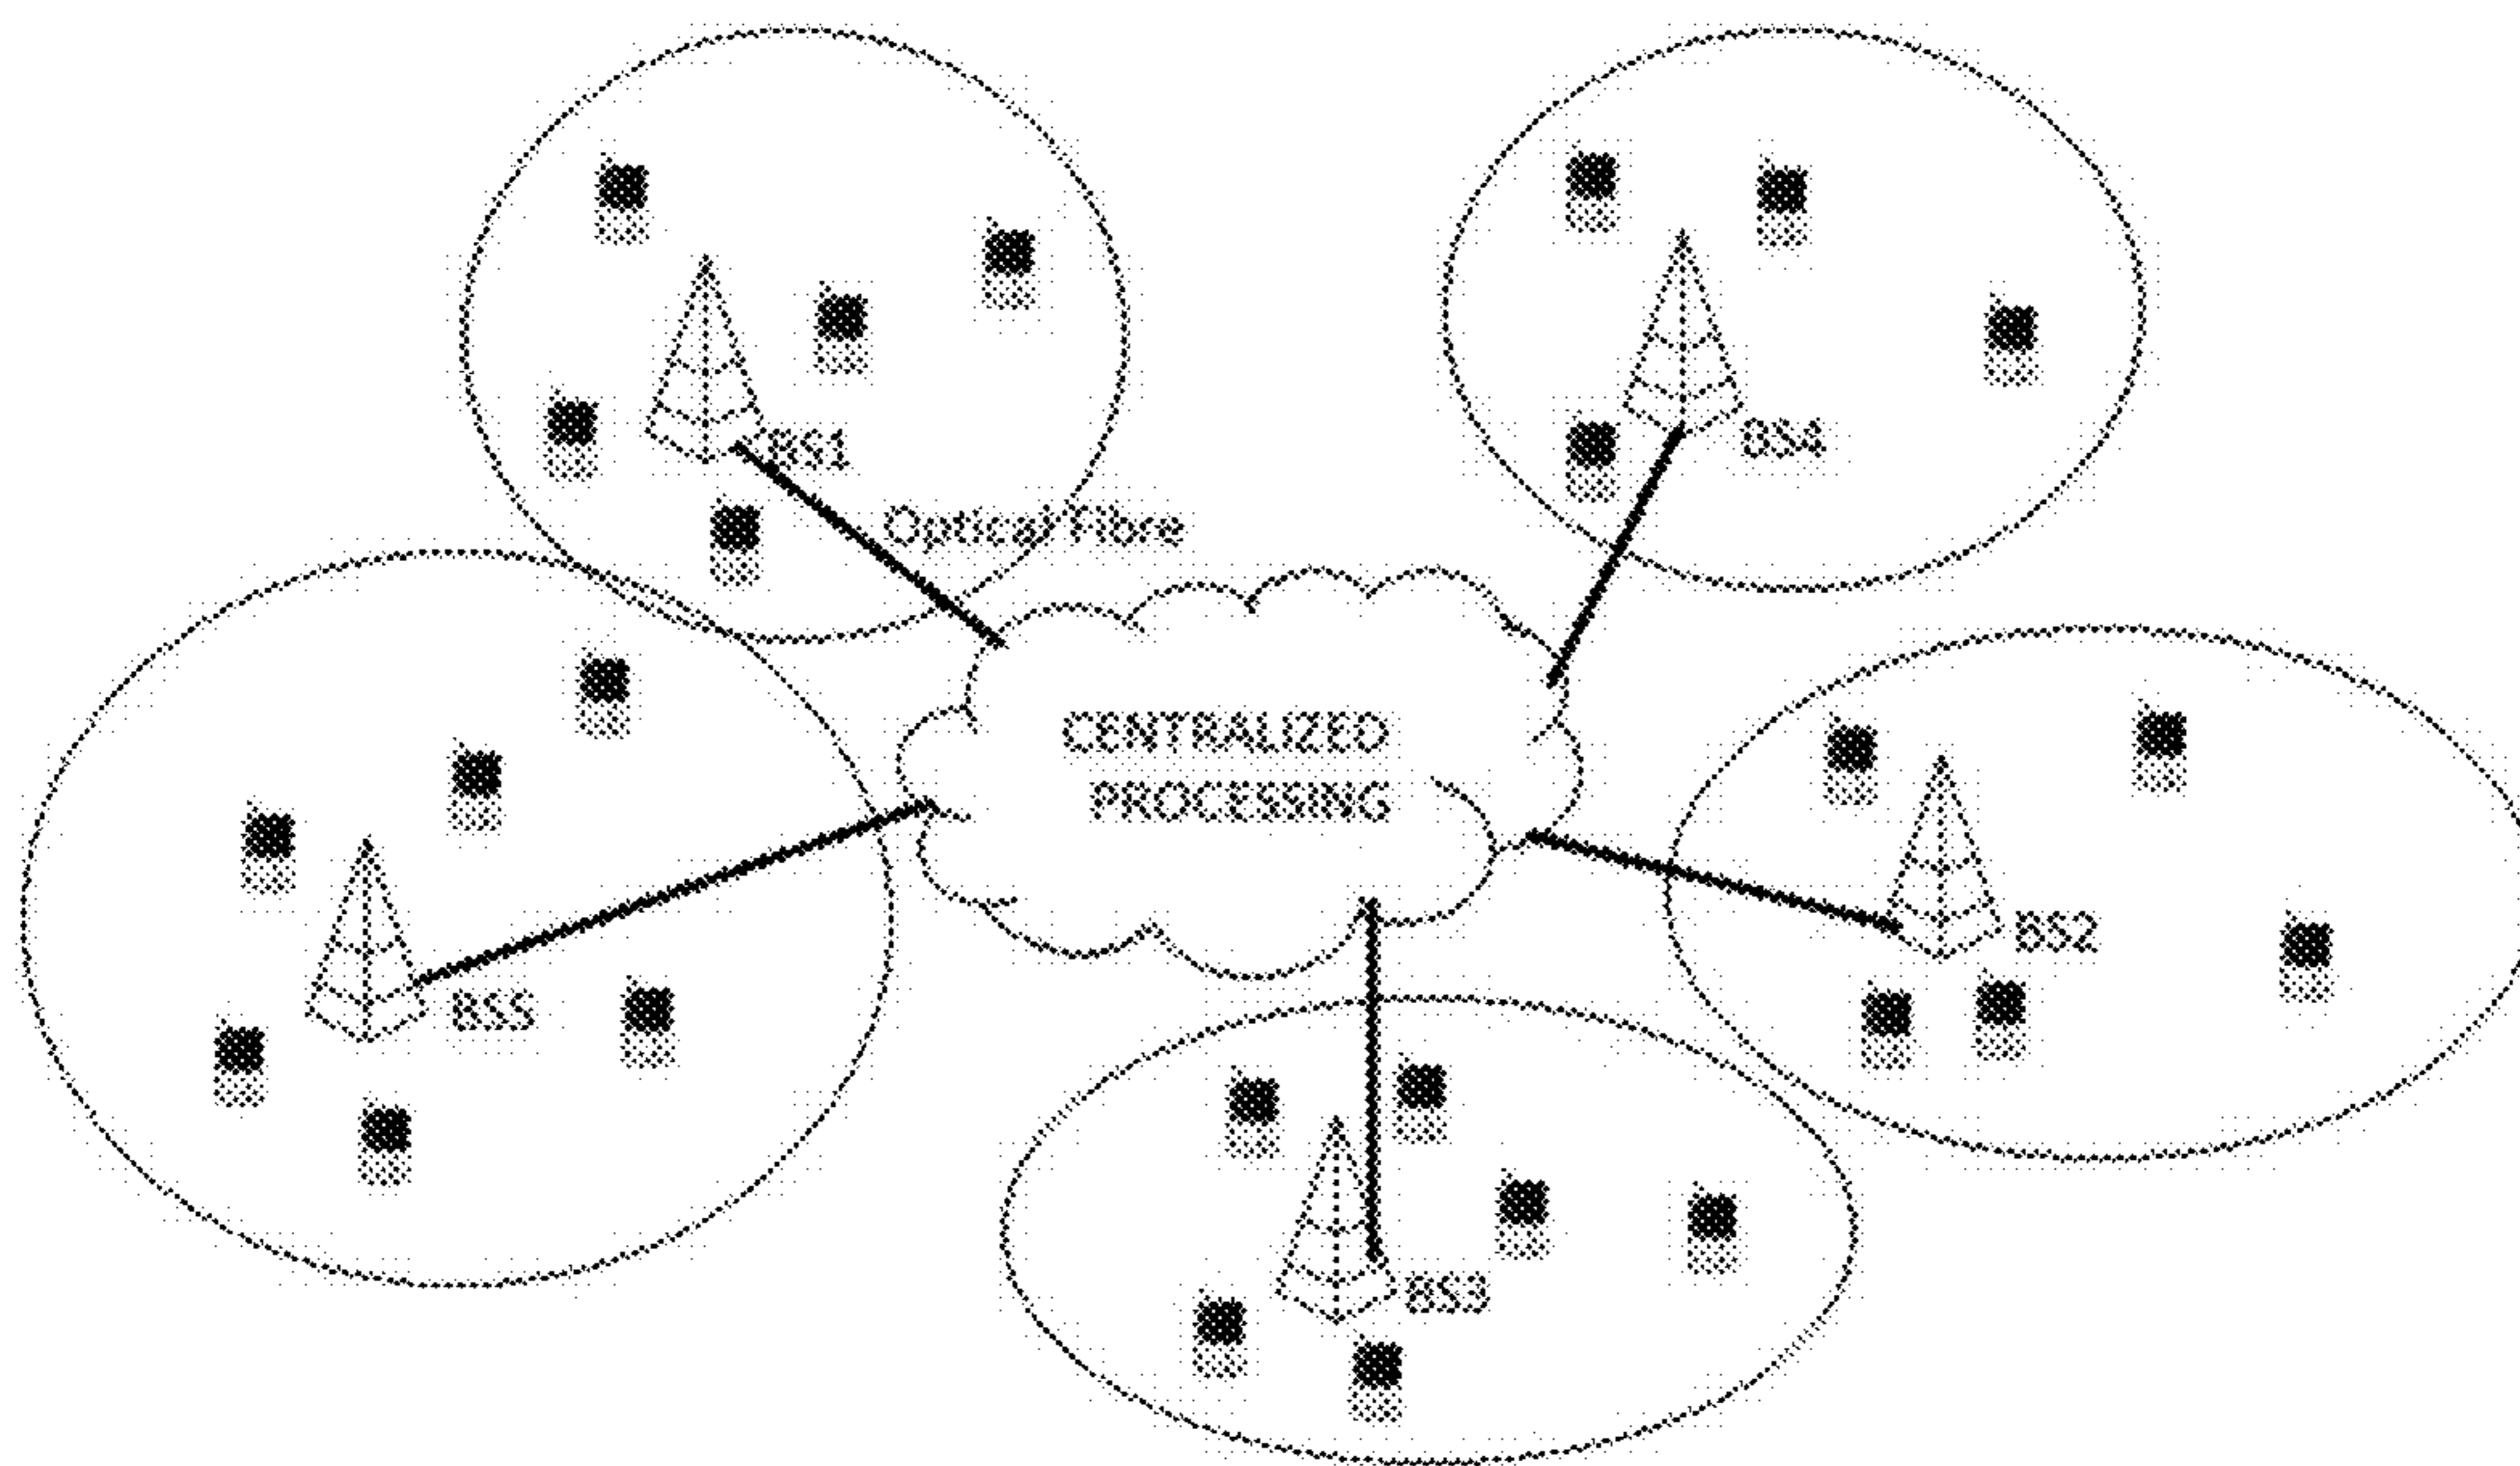 BS1
BS4
Optical Fibre
CENTRALIZED
PROCESSING
BS2
BS5
BS3